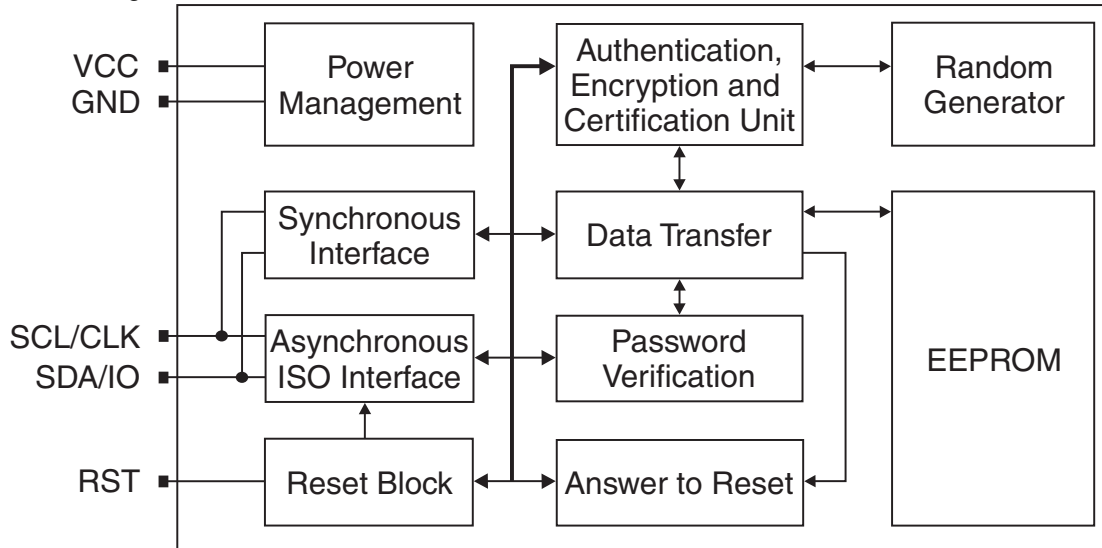 VCC
GND
Power
Management
Authentication,
Encryption and
Certification Unit
Random
Generator
Synchronous
Interface
Data Transfer
EEPROM
SCL/CLK
SDA/IO
Asynchronous
ISO Interface
Password
Verification
RST
Reset Block
Answer to Reset